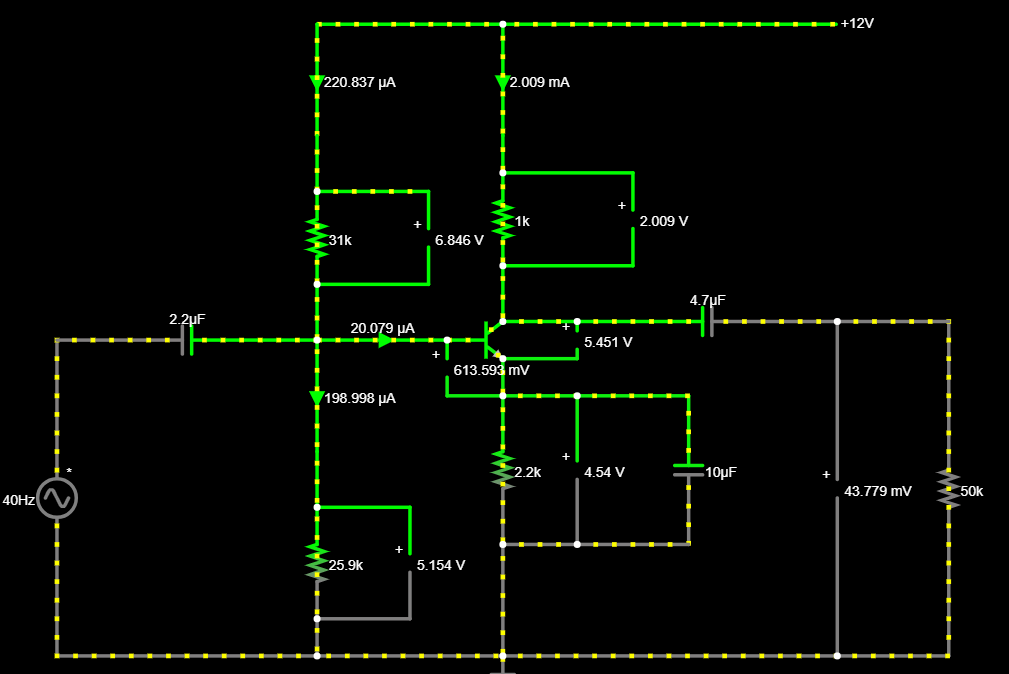 +12V
220.837 µA
2.009 mA
+
2.009 V
1k
+
6.846 V
31k
4.7µF
2.2µF
20.079 µA
+
5.451 V
+
613.593 mV
198.998 µA
+
4.54 V
2.2k
10µF
*
40Hz
+
43.779 mV
50k
+
5.154 V
25.9k